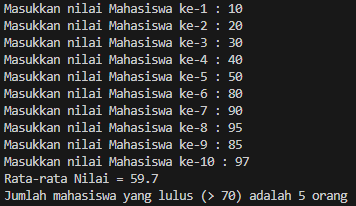 Masukkan nilai Mahasiswa ke-1 : 10
Masukkan nilai Mahasiswa ke-2 : 20
Masukkan nilai Mahasiswa ke-3 : 30
Masukkan nilai Mahasiswa ke-4 : 40
Masukkan nilai Mahasiswa ke-5 : 50
Masukkan nilai Mahasiswa ke-6 : 80
Masukkan nilai Mahasiswa ke-7 : 90
Masukkan nilai Mahasiswa ke-8 : 95
Masukkan nilai Mahasiswa ke-9 : 85
Masukkan nilai Mahasiswa ke-10 : 97
Rata-rata Nilai = 59.7
Jumlah mahasiswa yang lulus (> 70) adalah 5 orang